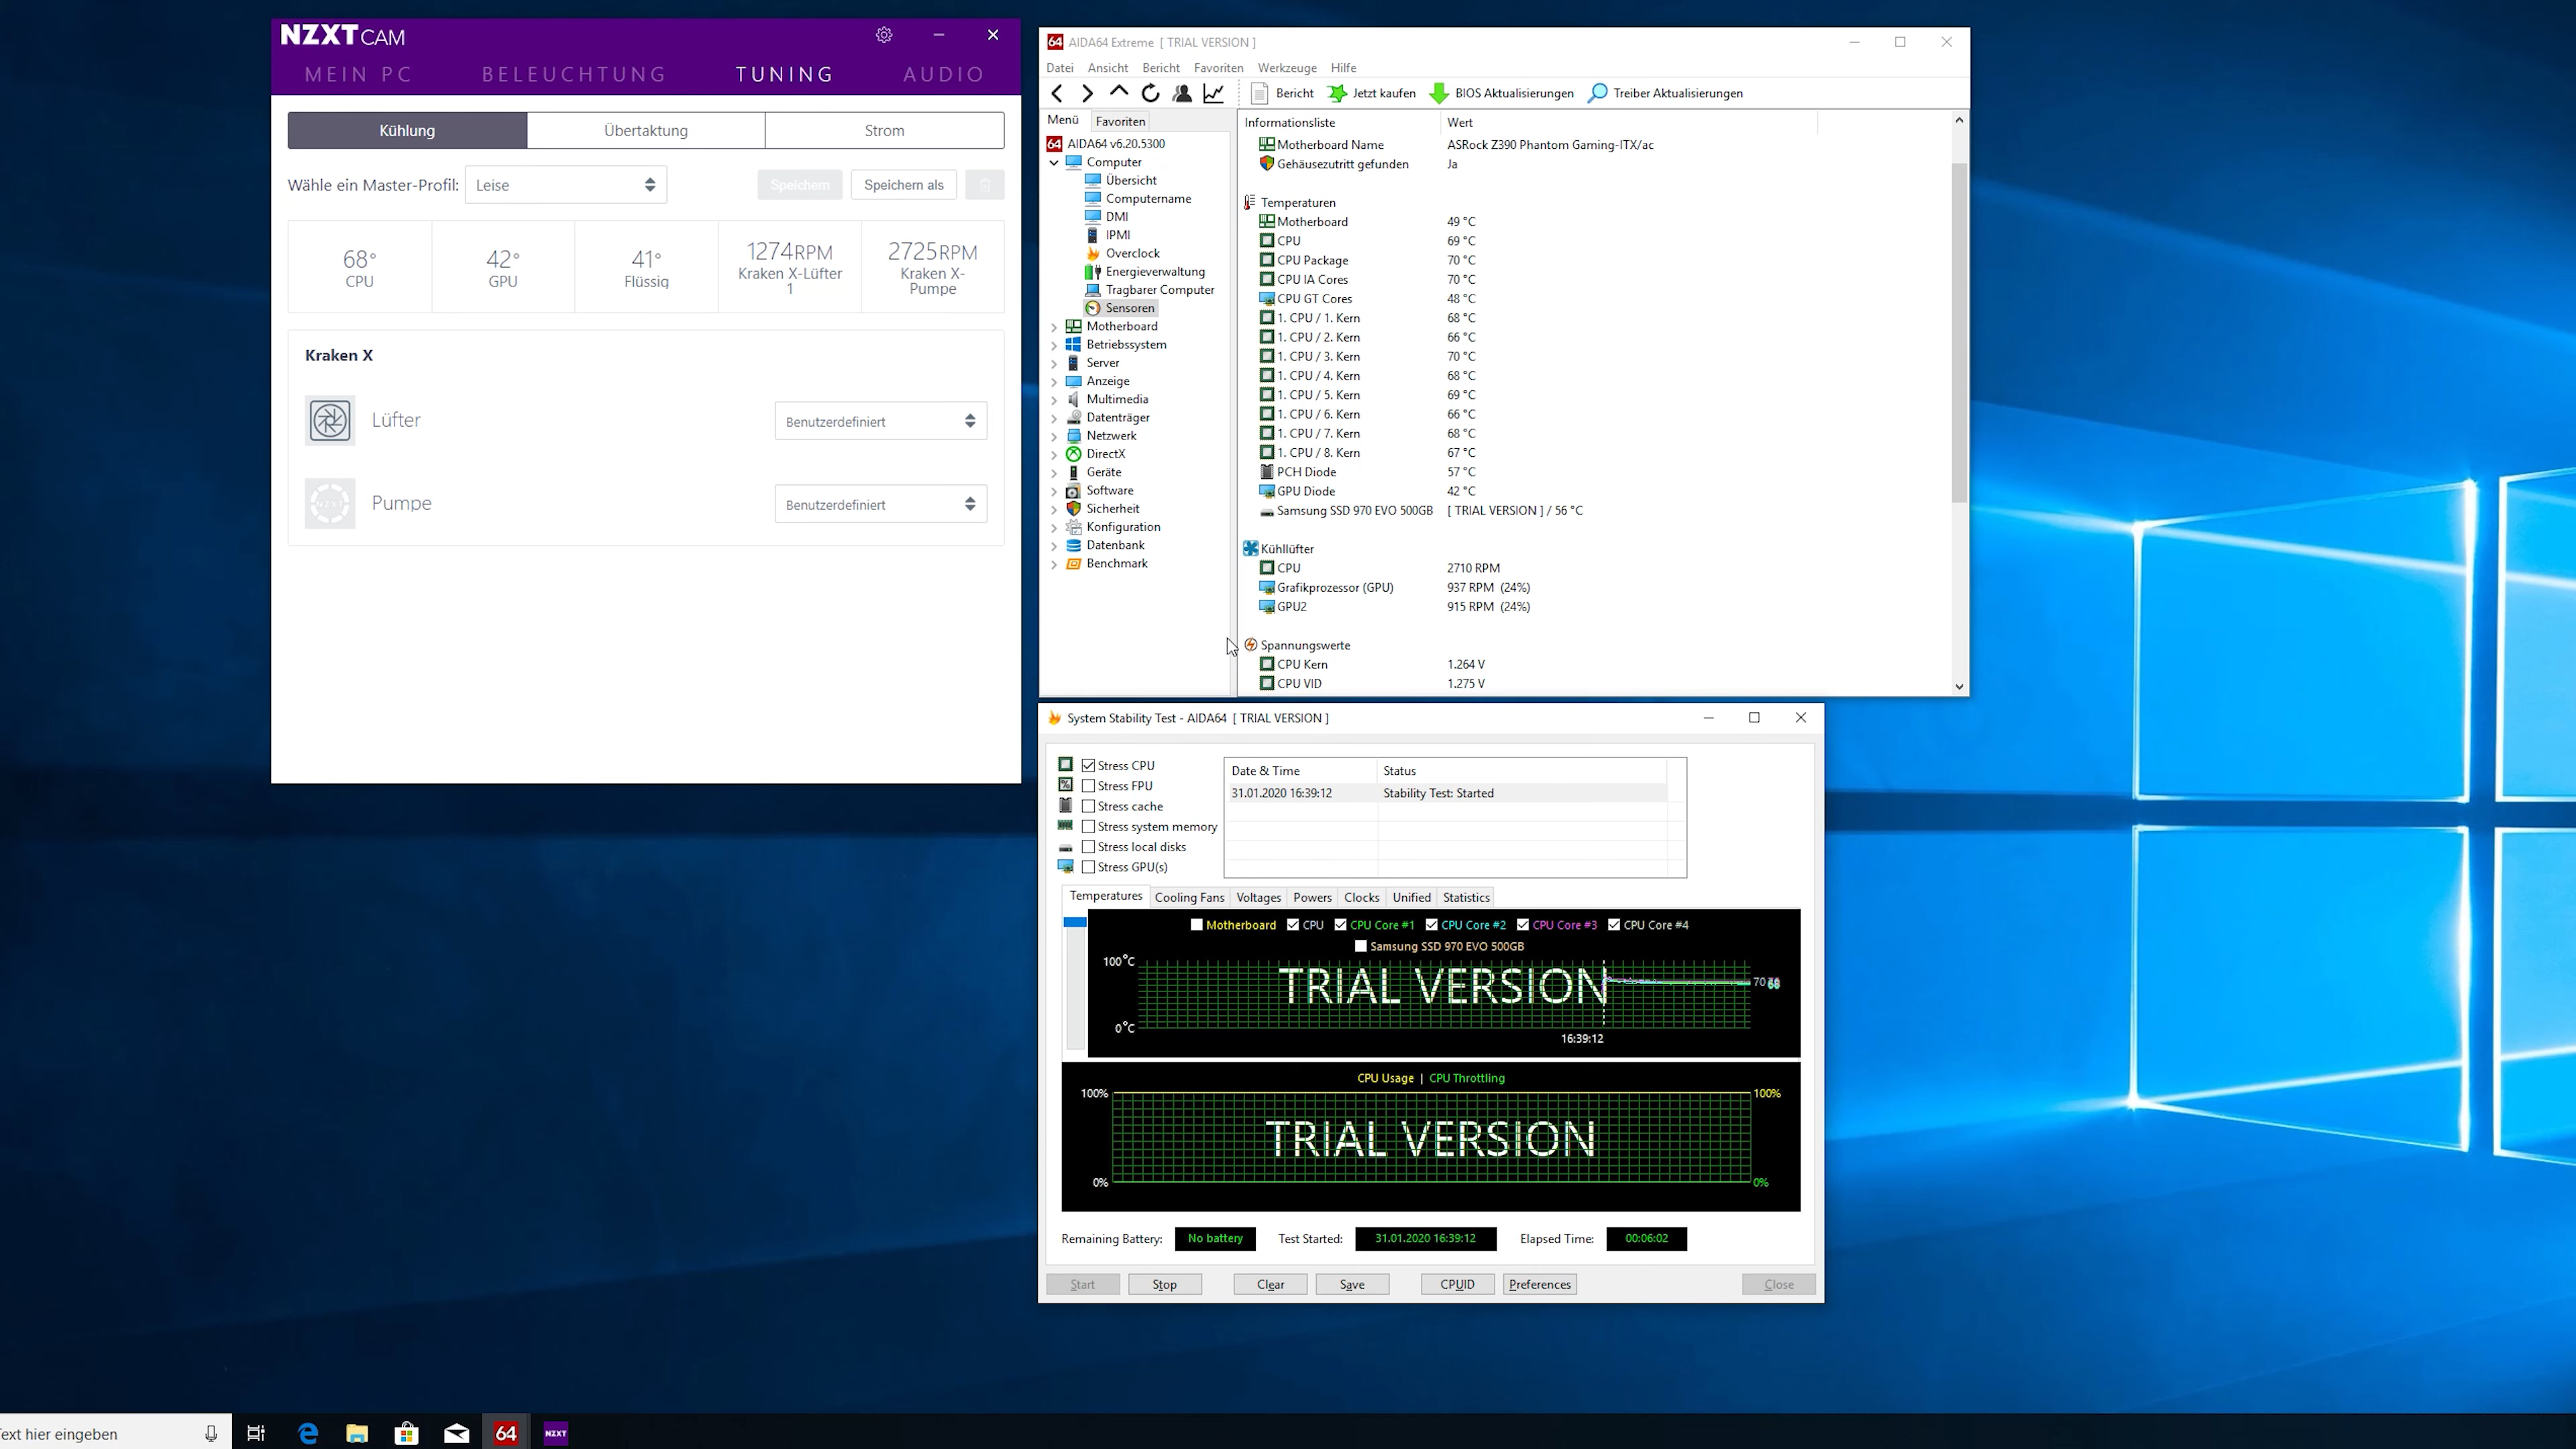 NZXT CAM
MEIN PC BELEUCHTUNG TUNING AUDIO
Kühlung Übertaktung Strom
Wähle ein Master-Profil: Leise Speichern Speichern als
68° 42° 41° 1274RPM 2725RPM
CPU GPU Flüssig Kraken X-Lüfter Kraken X-
1 Pumpe
Kraken X
Lüfter Benutzerdefiniert
Pumpe Benutzerdefiniert
64 AIDA64 Extreme [ TRIAL VERSION ]
Datei Ansicht Bericht Favoriten Werkzeuge Hilfe
Bericht Jetzt kaufen BIOS Aktualisierungen Treiber Aktualisierungen
Menü Favoriten
64 AIDA64 v6.20.5300
Computer
Übersicht
Computername
DMI
IPMI
Overclock
Energieverwaltung
Tragbarer Computer
Sensoren
Motherboard
Betriebssystem
Server
Anzeige
Multimedia
Datenträger
Netzwerk
DirectX
Geräte
Software
Sicherheit
Konfiguration
Datenbank
Benchmark
Informationsliste Wert
Motherboard Name ASRock Z390 Phantom Gaming-ITX/ac
Gehäusezutritt gefunden Ja
Temperaturen
Motherboard 49 °C
CPU 69 °C
CPU Package 70 °C
CPU IA Cores 70 °C
CPU GT Cores 48 °C
1. CPU / 1. Kern 68 °C
1. CPU / 2. Kern 66 °C
1. CPU / 3. Kern 70 °C
1. CPU / 4. Kern 68 °C
1. CPU / 5. Kern 69 °C
1. CPU / 6. Kern 66 °C
1. CPU / 7. Kern 68 °C
1. CPU / 8. Kern 67 °C
PCH Diode 57 °C
GPU Diode 42 °C
Samsung SSD 970 EVO 500GB [ TRIAL VERSION ] / 56 °C
Kühllüfter
CPU 2710 RPM
Grafikprozessor (GPU) 937 RPM (24%)
GPU2 915 RPM (24%)
Spannungswerte
CPU Kern 1.264 V
CPU VID 1.275 V
System Stability Test - AIDA64 [ TRIAL VERSION ]
Stress CPU
Stress FPU
Stress cache
Stress system memory
Stress local disks
Stress GPU(s)
Date & Time Status
31.01.2020 16:39:12 Stability Test: Started
Temperatures Cooling Fans Voltages Powers Clocks Unified Statistics
Motherboard CPU CPU Core #1 CPU Core #2 CPU Core #3 CPU Core #4
Samsung SSD 970 EVO 500GB
100°C
TRIAL VERSION
70
0°C
16:39:12
CPU Usage | CPU Throttling
100% 100%
TRIAL VERSION
0% 0%
Remaining Battery: No battery Test Started: 31.01.2020 16:39:12 Elapsed Time: 00:06:02
Start Stop Clear Save CPUID Preferences Close
ext hier eingeben 64 NZXT